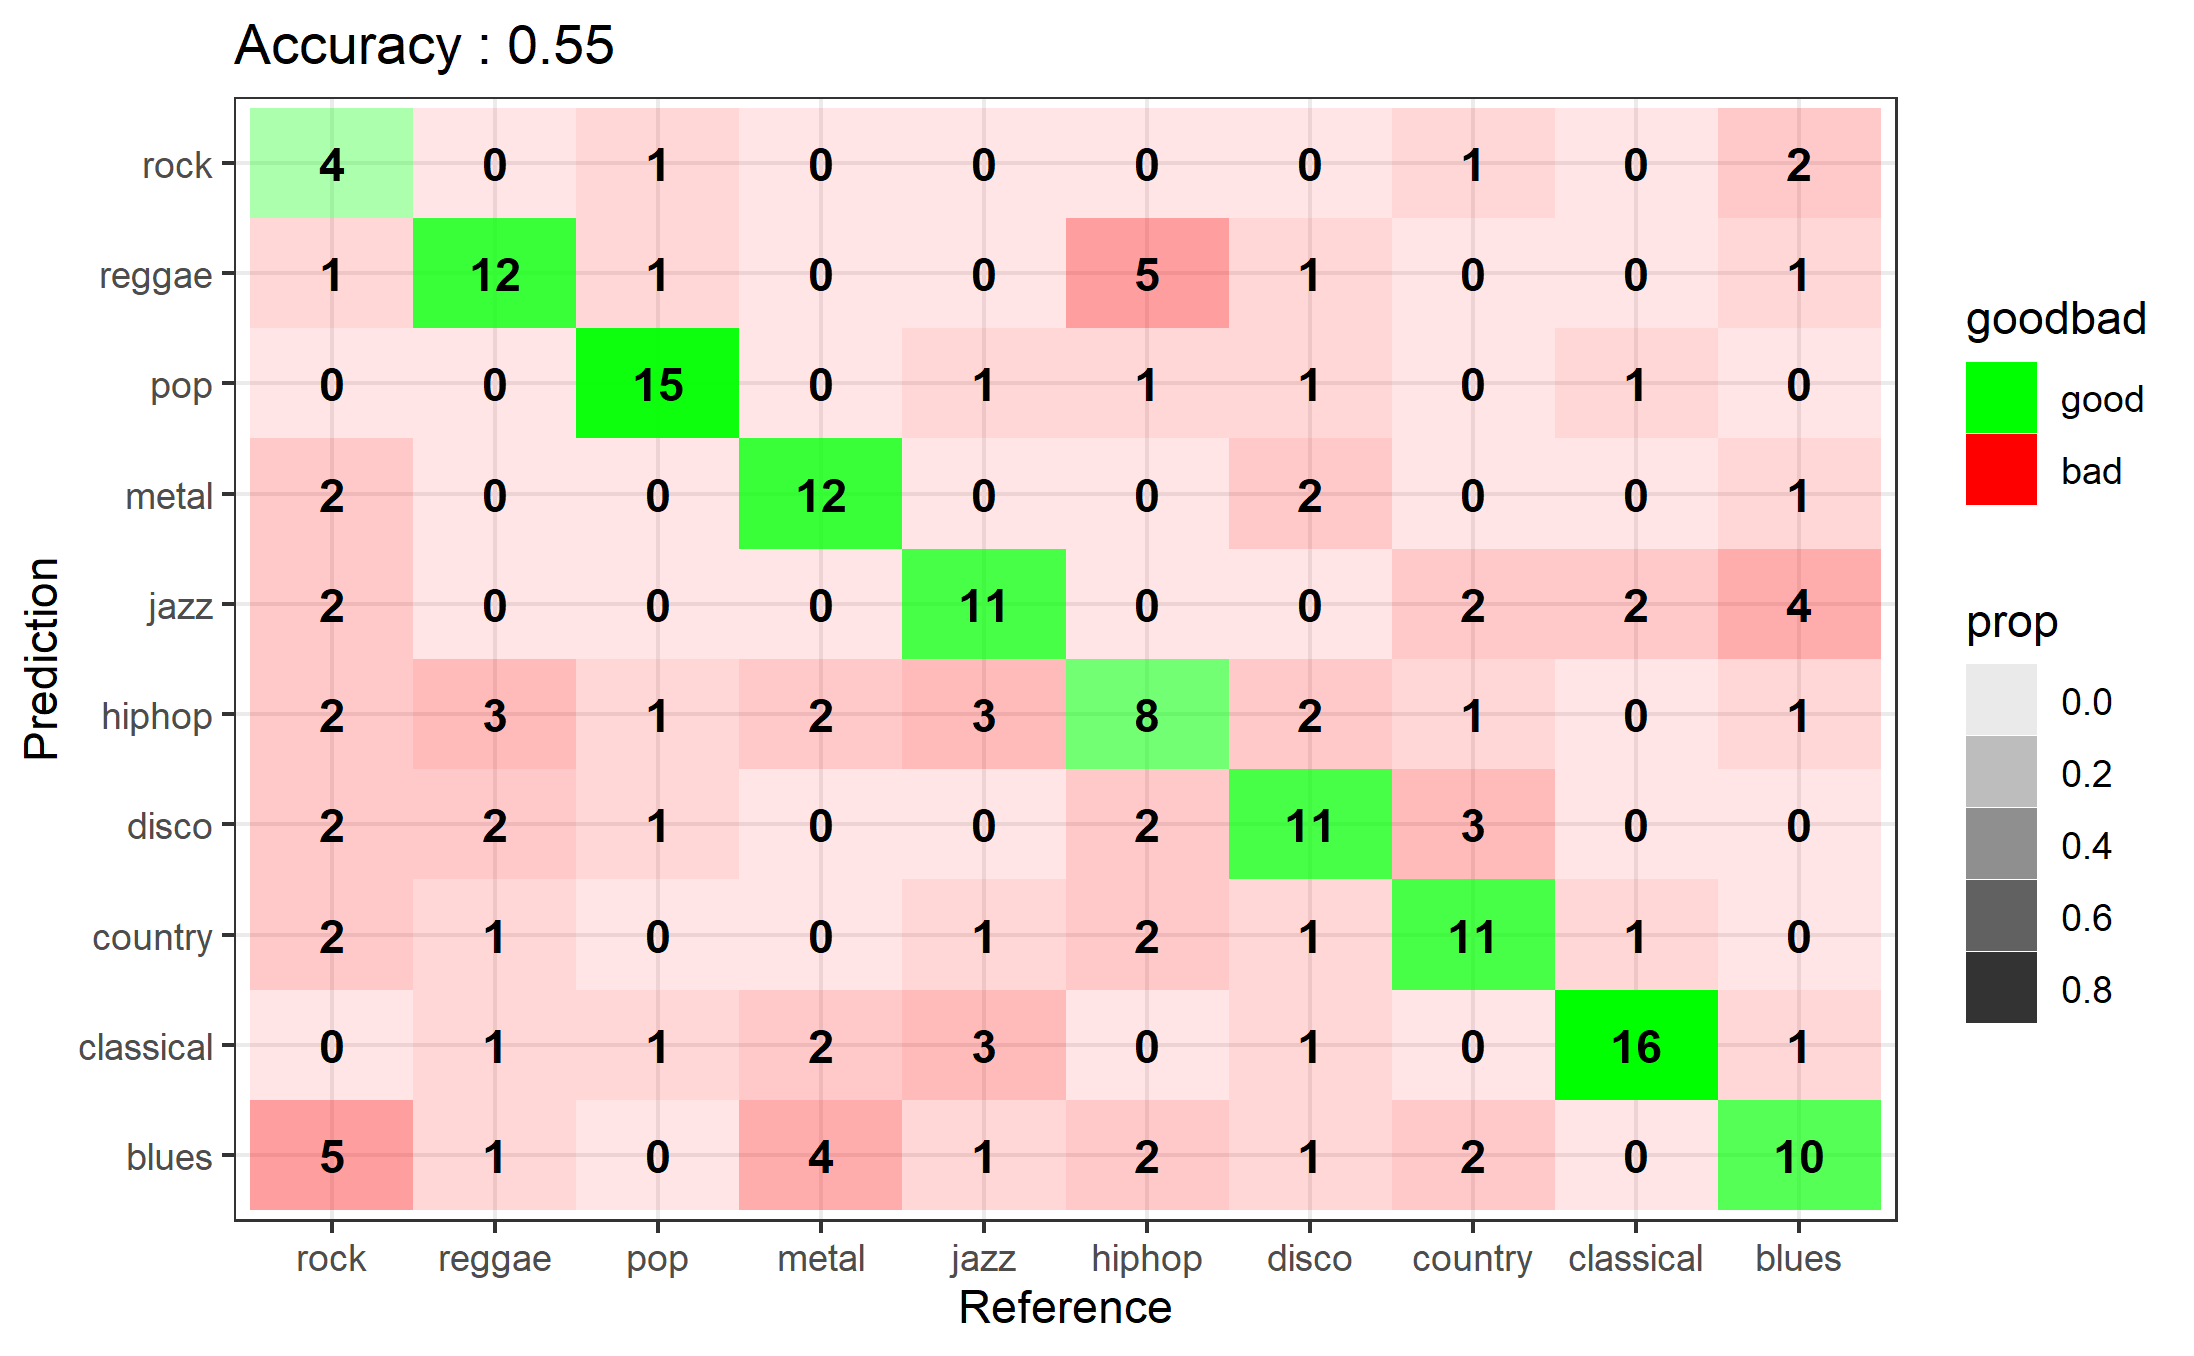 Accuracy : 0.55
rock 4 0 1 0 0 0 0 1 0 2
reggae 1 12 1 0 0 5 1 0 0 1
pop 0 0 15 0 1 1 1 0 1 0
metal 2 0 0 12 0 0 2 0 0 1
jazz 2 0 0 0 11 0 0 2 2 4
hiphop 2 3 1 2 3 8 2 1 0 1
disco 2 2 1 0 0 2 11 3 0 0
country 2 1 0 0 1 2 1 11 1 0
classical 0 1 1 2 3 0 1 0 16 1
blues 5 1 0 4 1 2 1 2 0 10
rock reggae pop metal jazz hiphop disco country classical blues
Reference
Prediction
goodbad
good
bad
prop
0.0
0.2
0.4
0.6
0.8